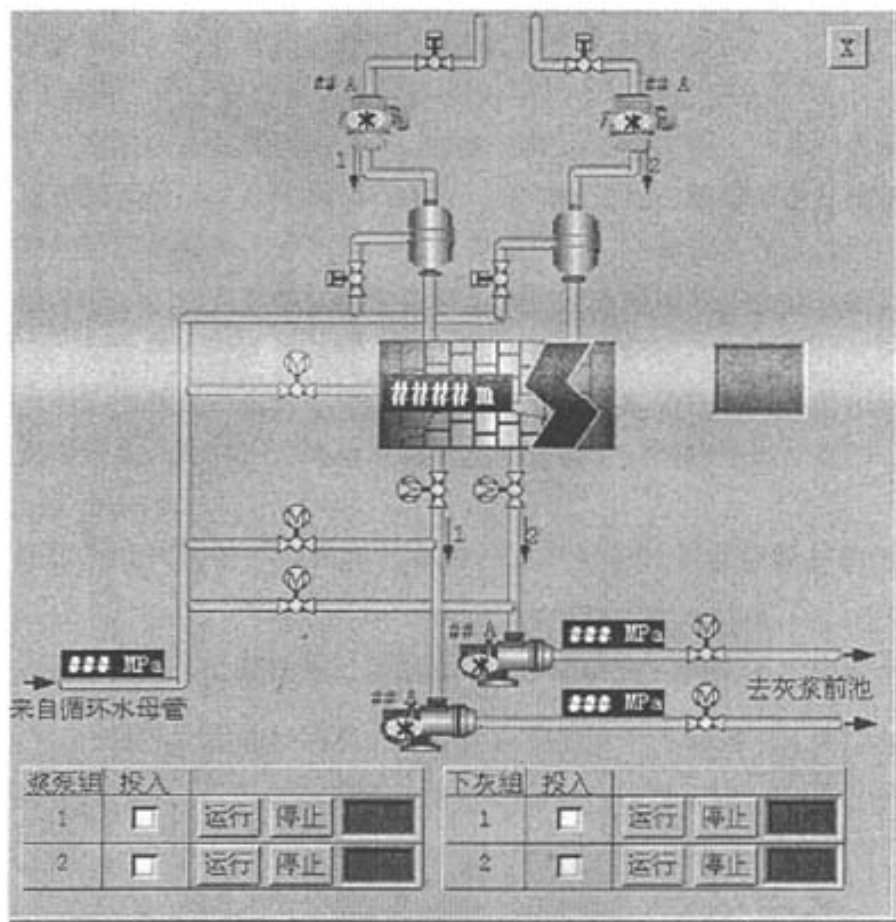 X
## A
## A
1
2
#### m
M
1
2
M
M
## A
### MPa
M
### MPa
来自循环水母管
去灰浆前池
## A
### MPa
M
浆泵组 投入
1 运行 停止
2 运行 停止
下灰组 投入
1 运行 停止
2 运行 停止